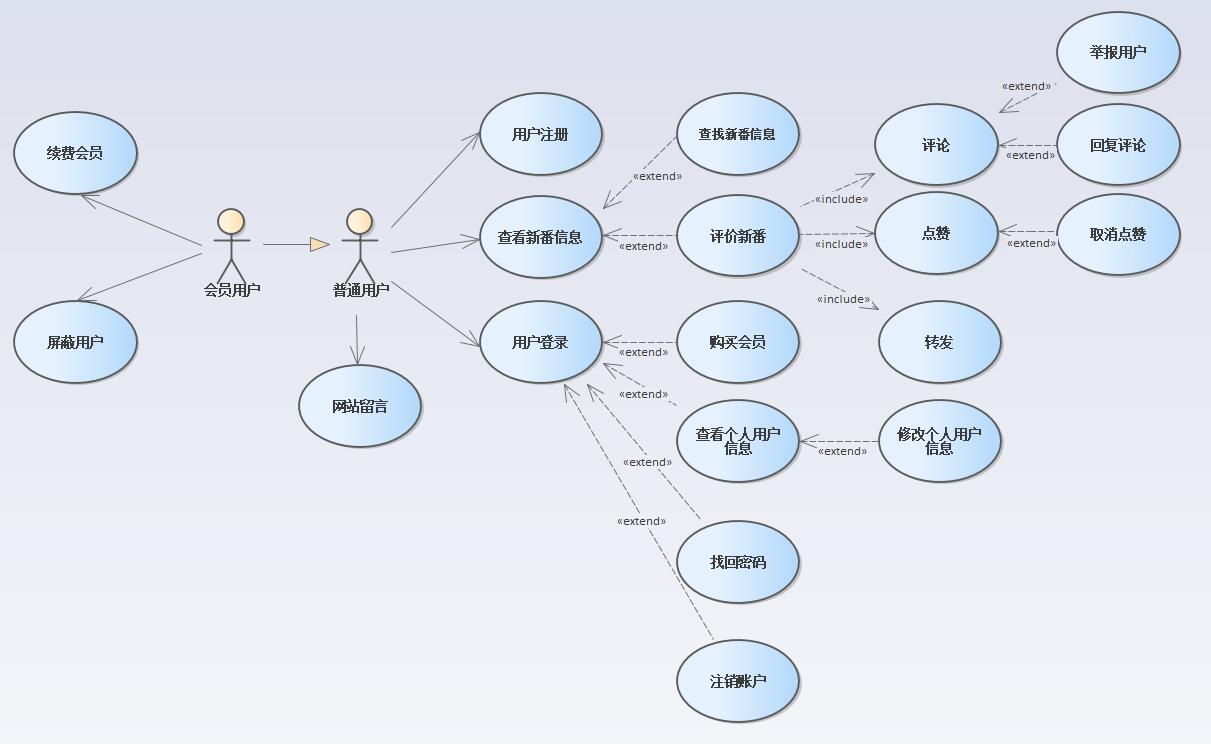 举报用户
«extend»
续费会员
用户注册
查找新番信息
评论
回复评论
«extend»
«extend»
«include»
查看新番信息
评价新番
点赞
取消点赞
«extend»
«include»
«extend»
会员用户
普通用户
«include»
屏蔽用户
用户登录
购买会员
转发
«extend»
网站留言
«extend»
查看个人用户
信息
修改个人用户
信息
«extend»
«extend»
«extend»
找回密码
注销账户